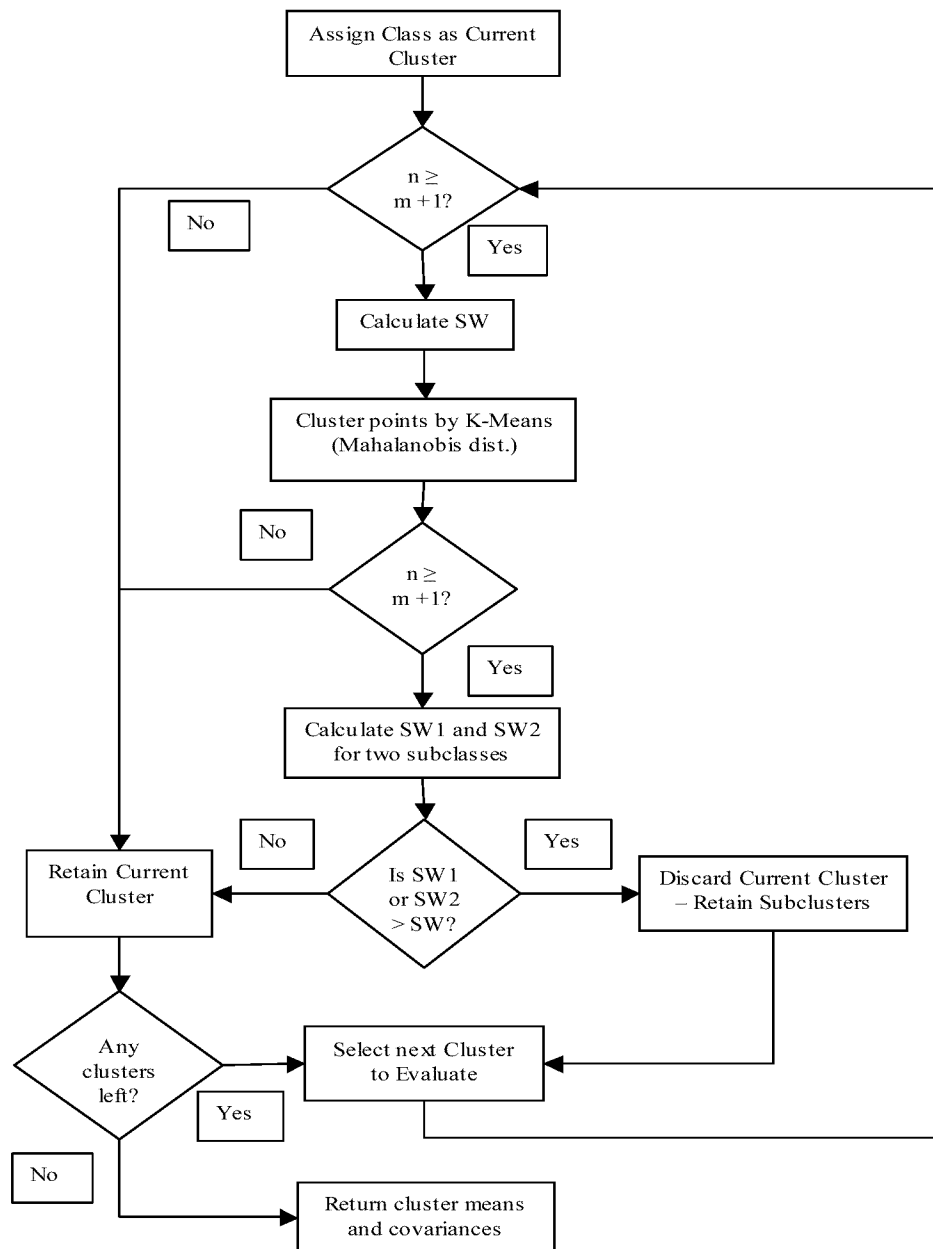 Assign Class as Current
Cluster
n ≥
m +1?
No
Yes
Calculate SW
Cluster points by K-Means
(Mahalanobis dist.)
No
n ≥
m +1?
Yes
Calculate SW1 and SW2
for two subclasses
No
Yes
Retain Current
Cluster
Is SW1
or SW2
> SW?
Discard Current Cluster
– Retain Subclusters
Any
clusters
left?
Select next Cluster
to Evaluate
Yes
No
Return cluster means
and covariances